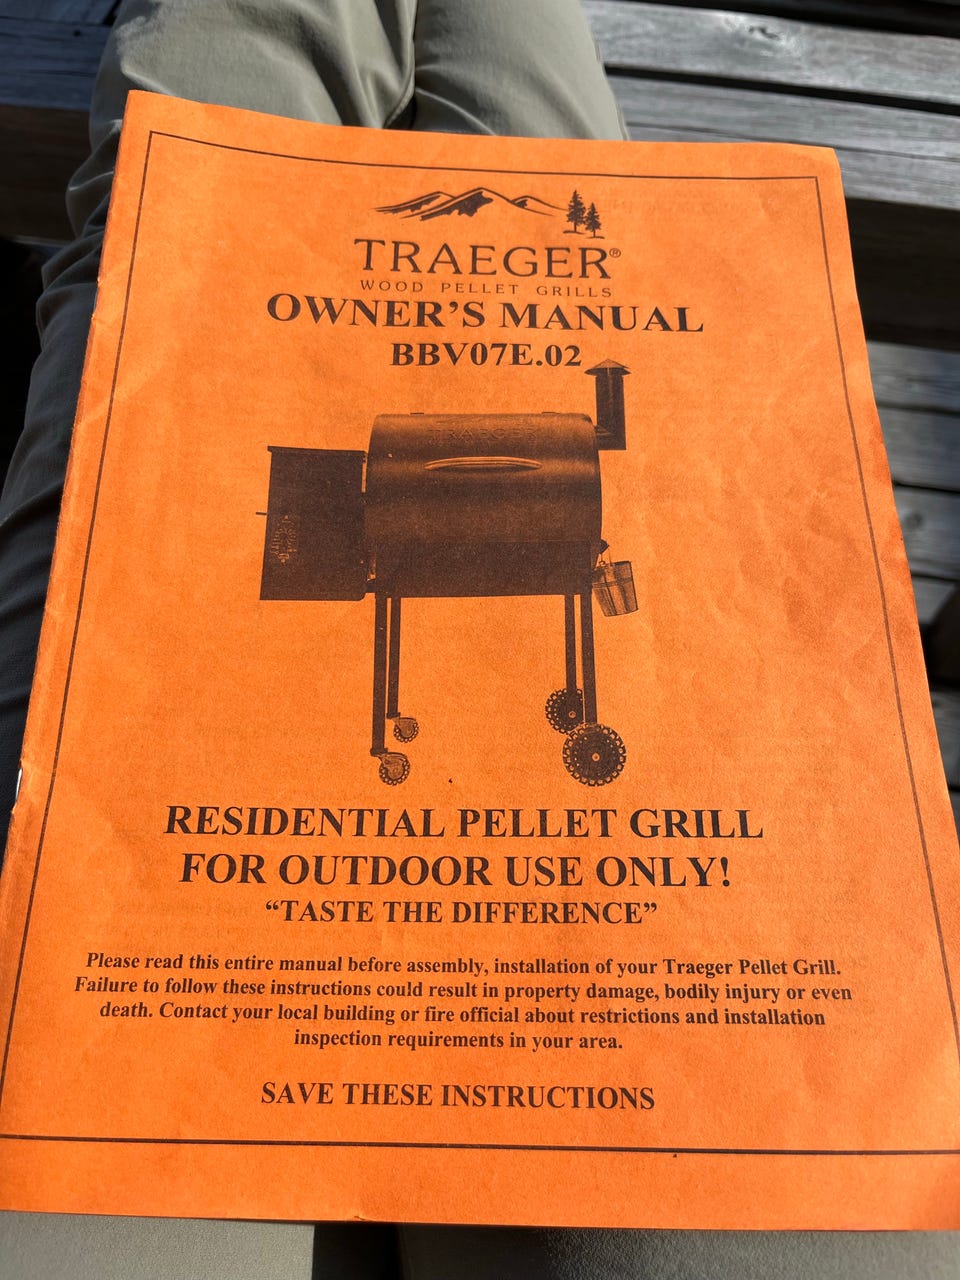 TRAEGER®
WOOD PELLET GRILLS
OWNER'S MANUAL
BBV07E.02
TRAEGER
RESIDENTIAL PELLET GRILL
FOR OUTDOOR USE ONLY!
“TASTE THE DIFFERENCE”
Please read this entire manual before assembly, installation of your Traeger Pellet Grill.
Failure to follow these instructions could result in property damage, bodily injury or even
death. Contact your local building or fire official about restrictions and installation
inspection requirements in your area.
SAVE THESE INSTRUCTIONS